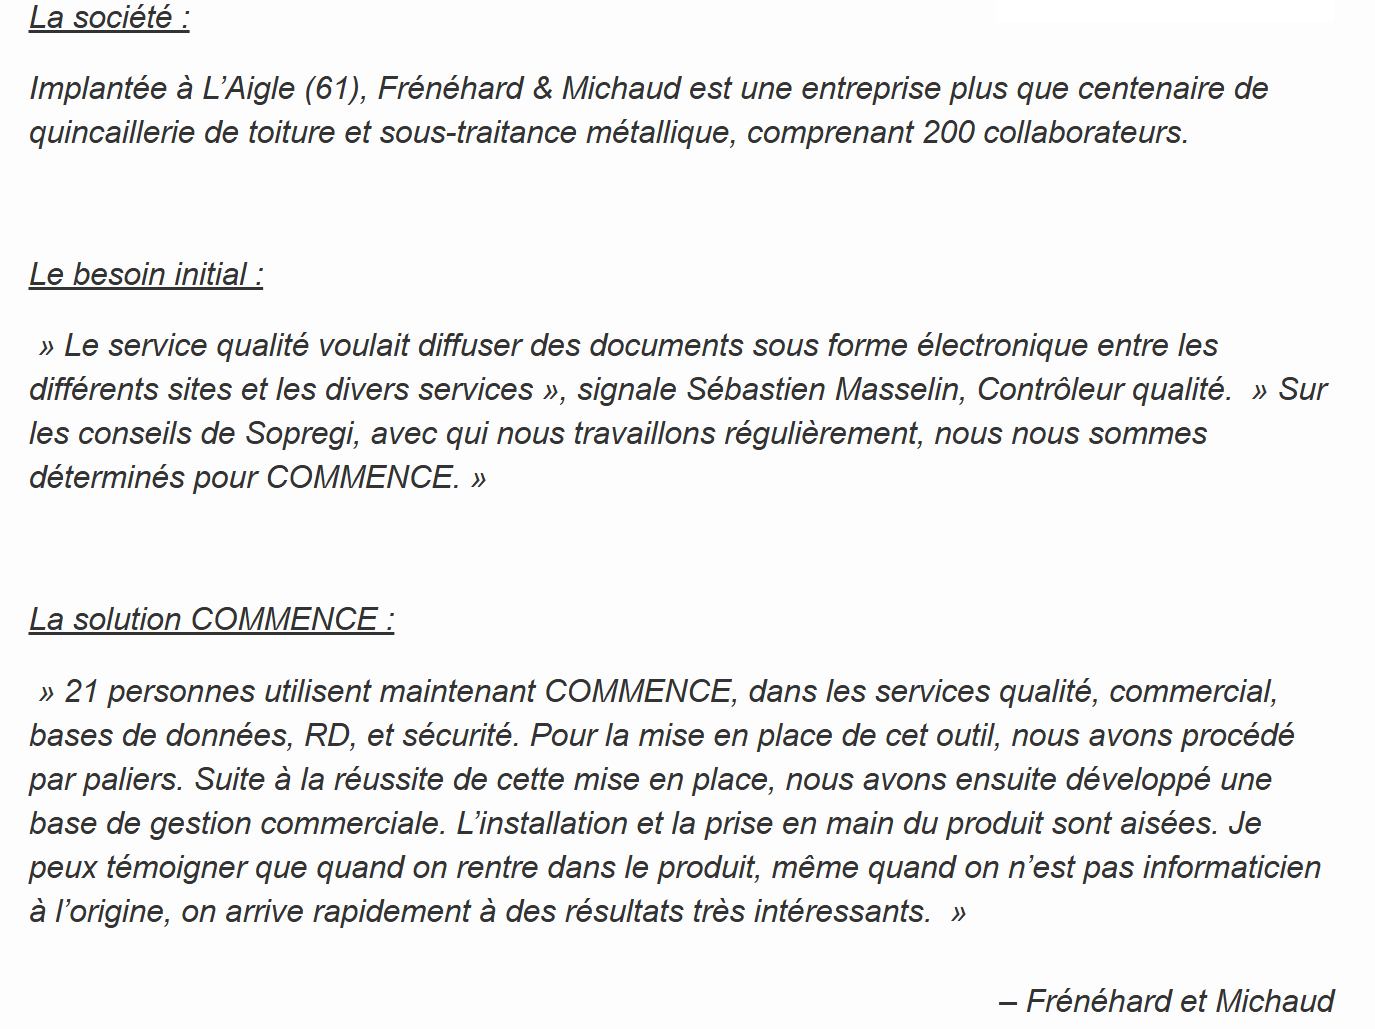 La société :
Implantée à L’Aigle (61), Frénéhard & Michaud est une entreprise plus que centenaire de
quincaillerie de toiture et sous-traitance métallique, comprenant 200 collaborateurs.
Le besoin initial :
» Le service qualité voulait diffuser des documents sous forme électronique entre les
différents sites et les divers services », signale Sébastien Masselin, Contrôleur qualité.  » Sur
les conseils de Sopregi, avec qui nous travaillons régulièrement, nous nous sommes
déterminés pour COMMENCE. »
La solution COMMENCE :
» 21 personnes utilisent maintenant COMMENCE, dans les services qualité, commercial,
bases de données, RD, et sécurité. Pour la mise en place de cet outil, nous avons procédé
par paliers. Suite à la réussite de cette mise en place, nous avons ensuite développé une
base de gestion commerciale. L’installation et la prise en main du produit sont aisées. Je
peux témoigner que quand on rentre dans le produit, même quand on n’est pas informaticien
à l’origine, on arrive rapidement à des résultats très intéressants.  »
– Frénéhard et Michaud